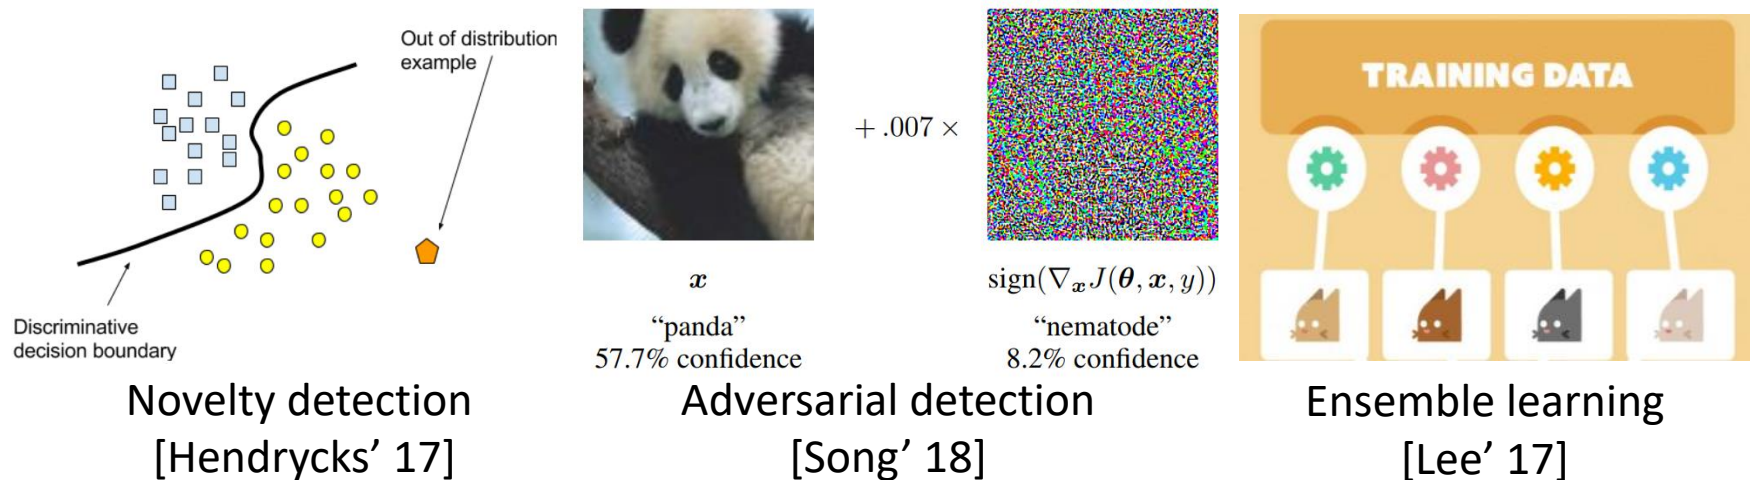 Out of distribution
example
Discriminative
decision boundary
Novelty detection
[Hendrycks’ 17]
+ .007 ×
x
“panda”
57.7% confidence
sign(∇ₓJ(θ, x, y))
“nematode”
8.2% confidence
Adversarial detection
[Song’ 18]
TRAINING DATA
Ensemble learning
[Lee’ 17]